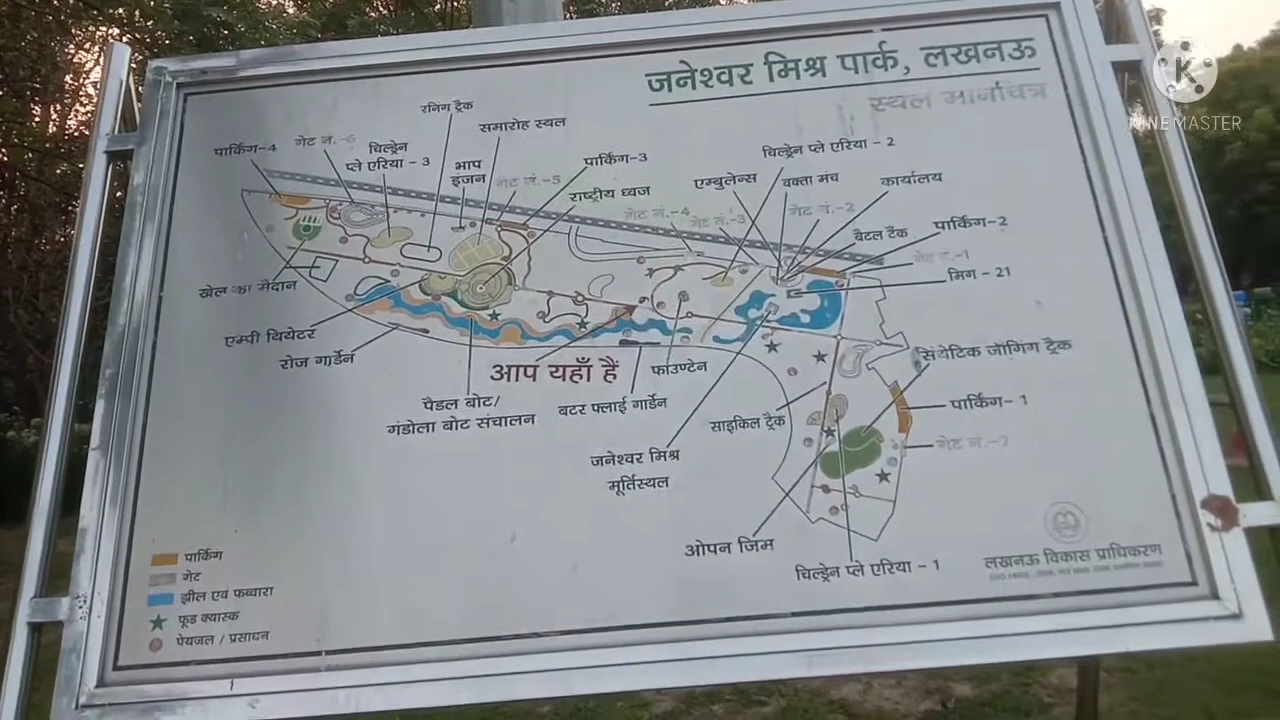 जनेश्वर मिश्र पार्क, लखनऊ
स्थल मानचित्र
K
KINE MASTER
रनिंग ट्रैक
समारोह स्थल
पार्किंग-4
गेट नं.-6
चिल्ड्रेन
प्ले एरिया - 3
भाप
इंजन
गेट नं.-5
पार्किंग-3
राष्ट्रीय ध्वज
गेट नं.-4
गेट नं.-3
एम्बुलेन्स
चिल्ड्रेन प्ले एरिया - 2
वक्ता मंच
गेट नं.-2
कार्यालय
बैटल टैंक
पार्किंग-2
गेट नं.-1
मिग - 21
खेल का मैदान
एम्पी थियेटर
रोज गार्डेन
आप यहाँ हैं
फाउण्टेन
सिंथेटिक जॉगिंग ट्रैक
पैडल बोट/
गंडोला बोट संचालन
बटर फ्लाई गार्डेन
साइकिल ट्रैक
पार्किंग- 1
गेट नं.-7
जनेश्वर मिश्र
मूर्तिस्थल
ओपन जिम
चिल्ड्रेन प्ले एरिया - 1
पार्किंग
गेट
झील एवं फव्वारा
फूड क्यास्क
पेयजल / प्रसाधन
लखनऊ विकास प्राधिकरण